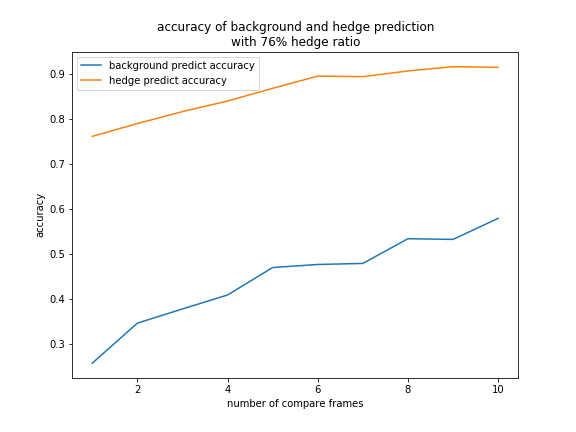 accuracy of background and hedge prediction
with 76% hedge ratio
background predict accuracy
hedge predict accuracy
0.9
0.8
0.7
0.6
0.5
0.4
0.3
accuracy
2 4 6 8 10
number of compare frames